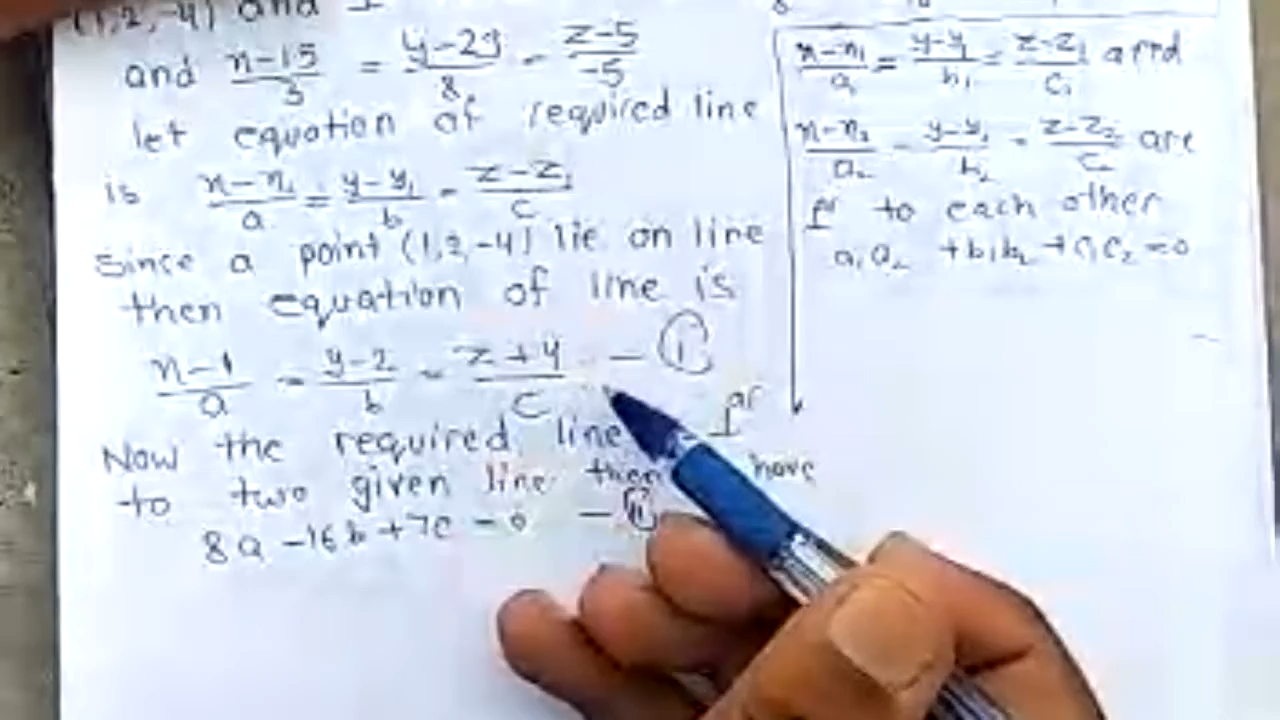 (1,2,-4) and
and x-15/3 = y-29/8 = z-5/-5
let equation of required line
is x-x₁/a = y-y₁/b = z-z₁/c
Since a point (1,2,-4) lie on line
then equation of line is
x-1/a = y-2/b = z+4/c - (i)
Now the required line ⊥ar
to two given line then have
8a -16b +7c = 0 - (ii)
x-x₁/a₁ = y-y₁/b₁ = z-z₁/c₁ and
x-x₂/a₂ = y-y₂/b₂ = z-z₂/c₂ are
⊥r to each other
a₁a₂ +b₁b₂ +c₁c₂ =0